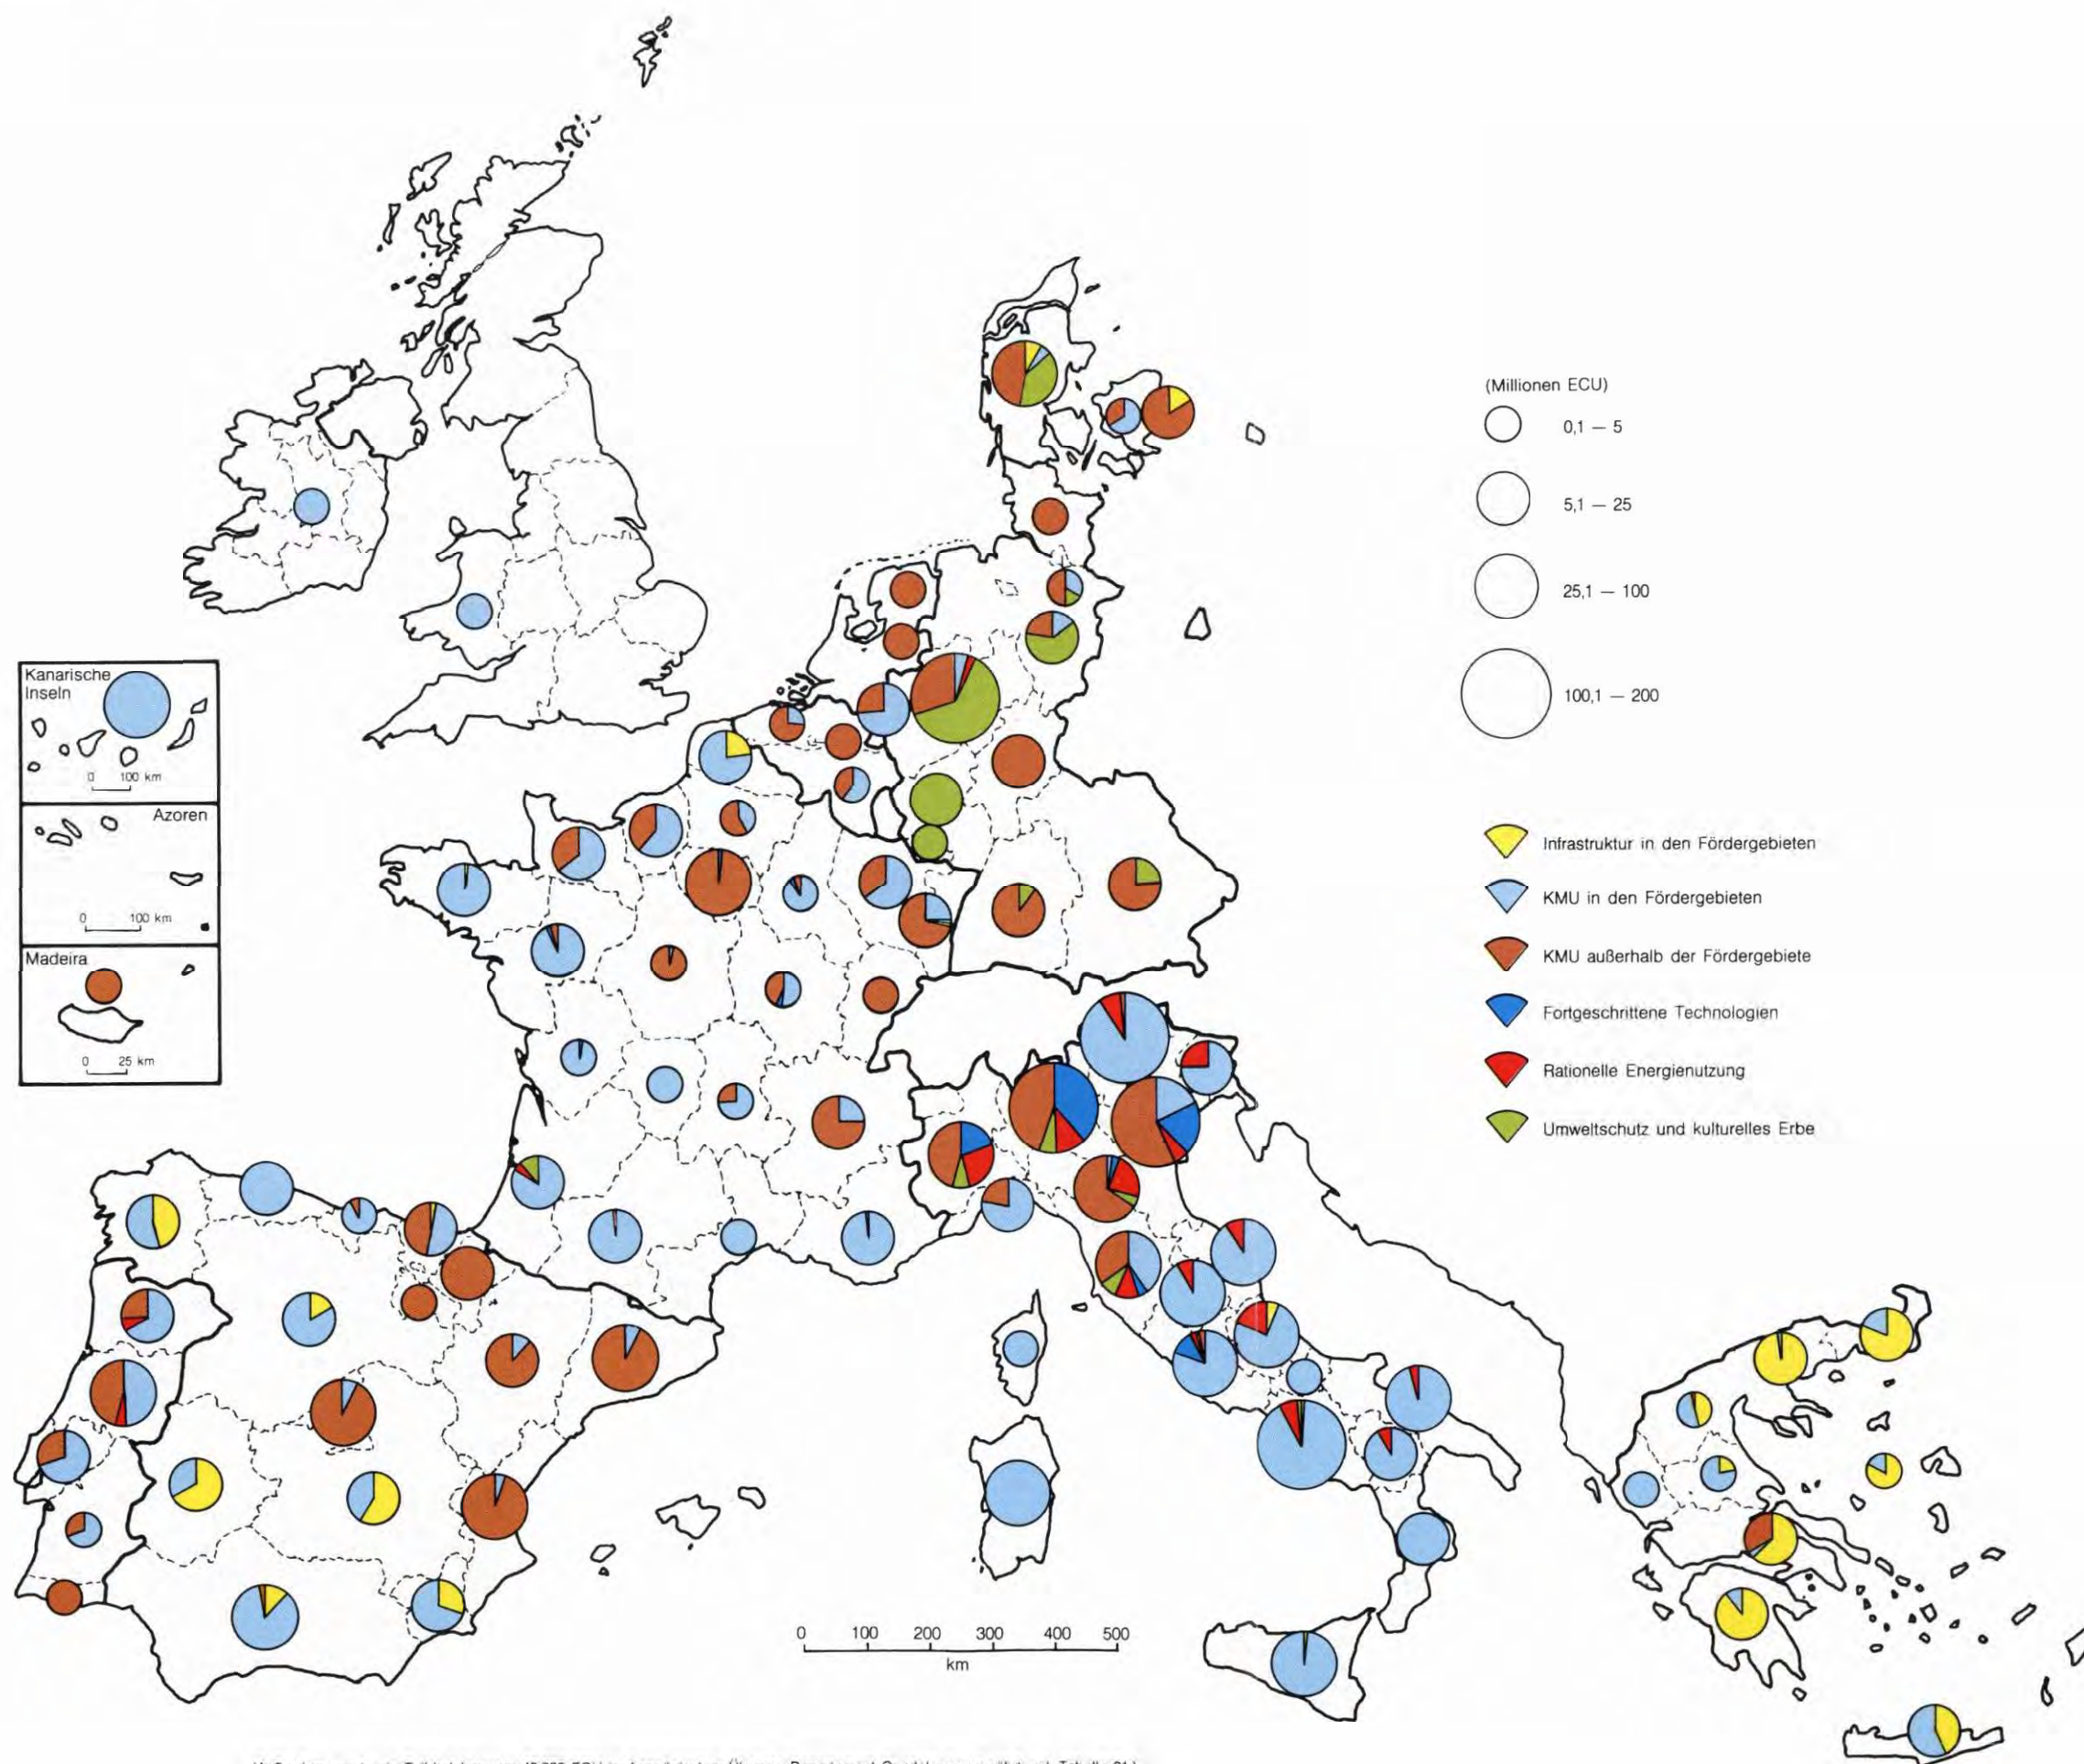 (Millionen ECU)
0,1 — 5
5,1 — 25
25,1 — 100
100,1 — 200
Kanarische
Inseln
0 100 km
Azoren
0 100 km
Madeira
0 25 km
Infrastruktur in den Fördergebieten
KMU in den Fördergebieten
KMU außerhalb der Fördergebiete
Fortgeschrittene Technologien
Rationelle Energienutzung
Umweltschutz und kulturelles Erbe
0 100 200 300 400 500
km